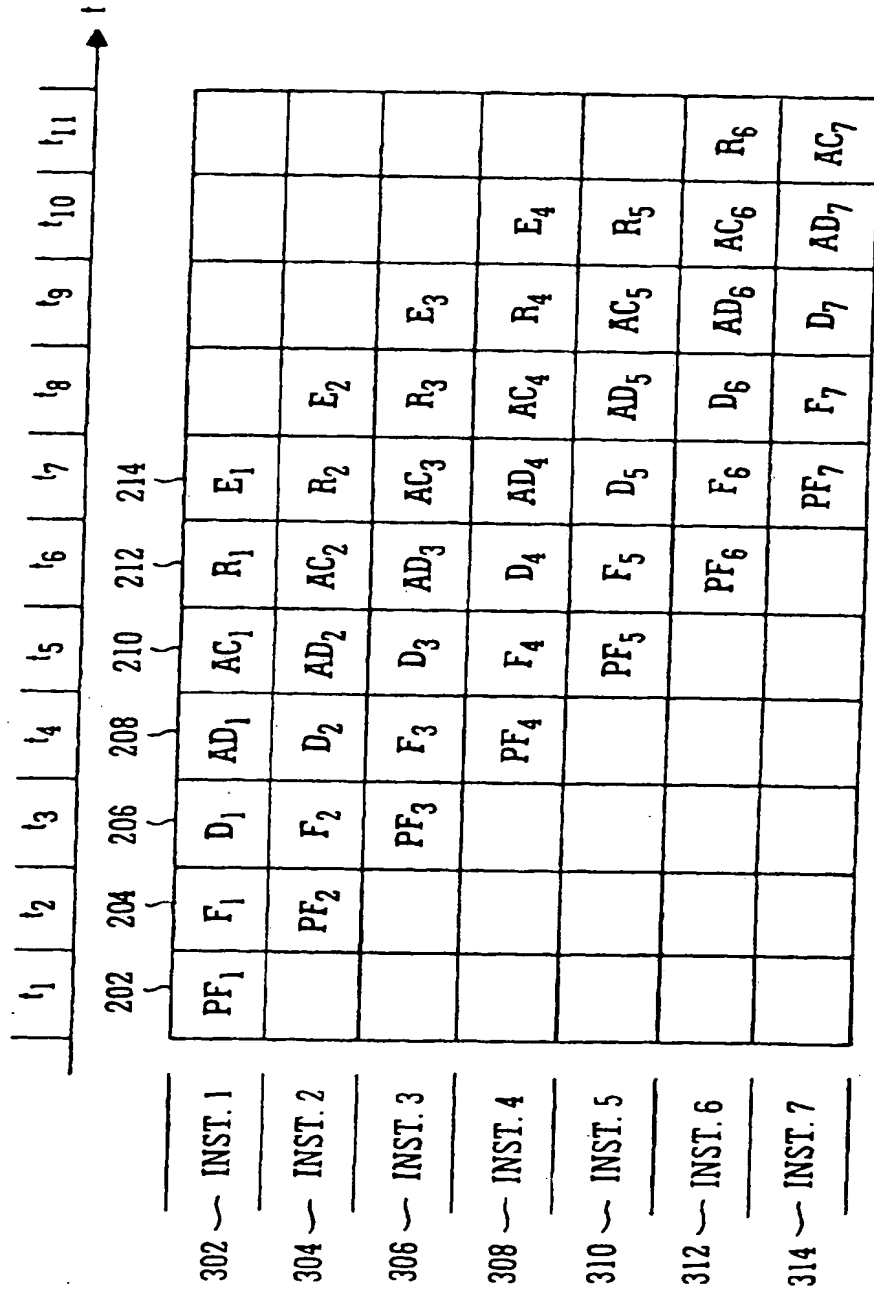 t₁ t₂ t₃ t₄ t₅ t₆ t₇ t₈ t₉ t₁₀ t₁₁ t
202 204 206 208 210 212 214
302 INST. 1 PF₁ F₁ D₁ AD₁ AC₁ R₁ E₁
304 INST. 2 PF₂ F₂ D₂ AD₂ AC₂ R₂ E₂
306 INST. 3 PF₃ F₃ D₃ AD₃ AC₃ R₃ E₃
308 INST. 4 PF₄ F₄ D₄ AD₄ AC₄ R₄ E₄
310 INST. 5 PF₅ F₅ D₅ AD₅ AC₅ R₅
312 INST. 6 PF₆ F₆ D₆ AD₆ AC₆ R₆
314 INST. 7 PF₇ F₇ D₇ AD₇ AC₇